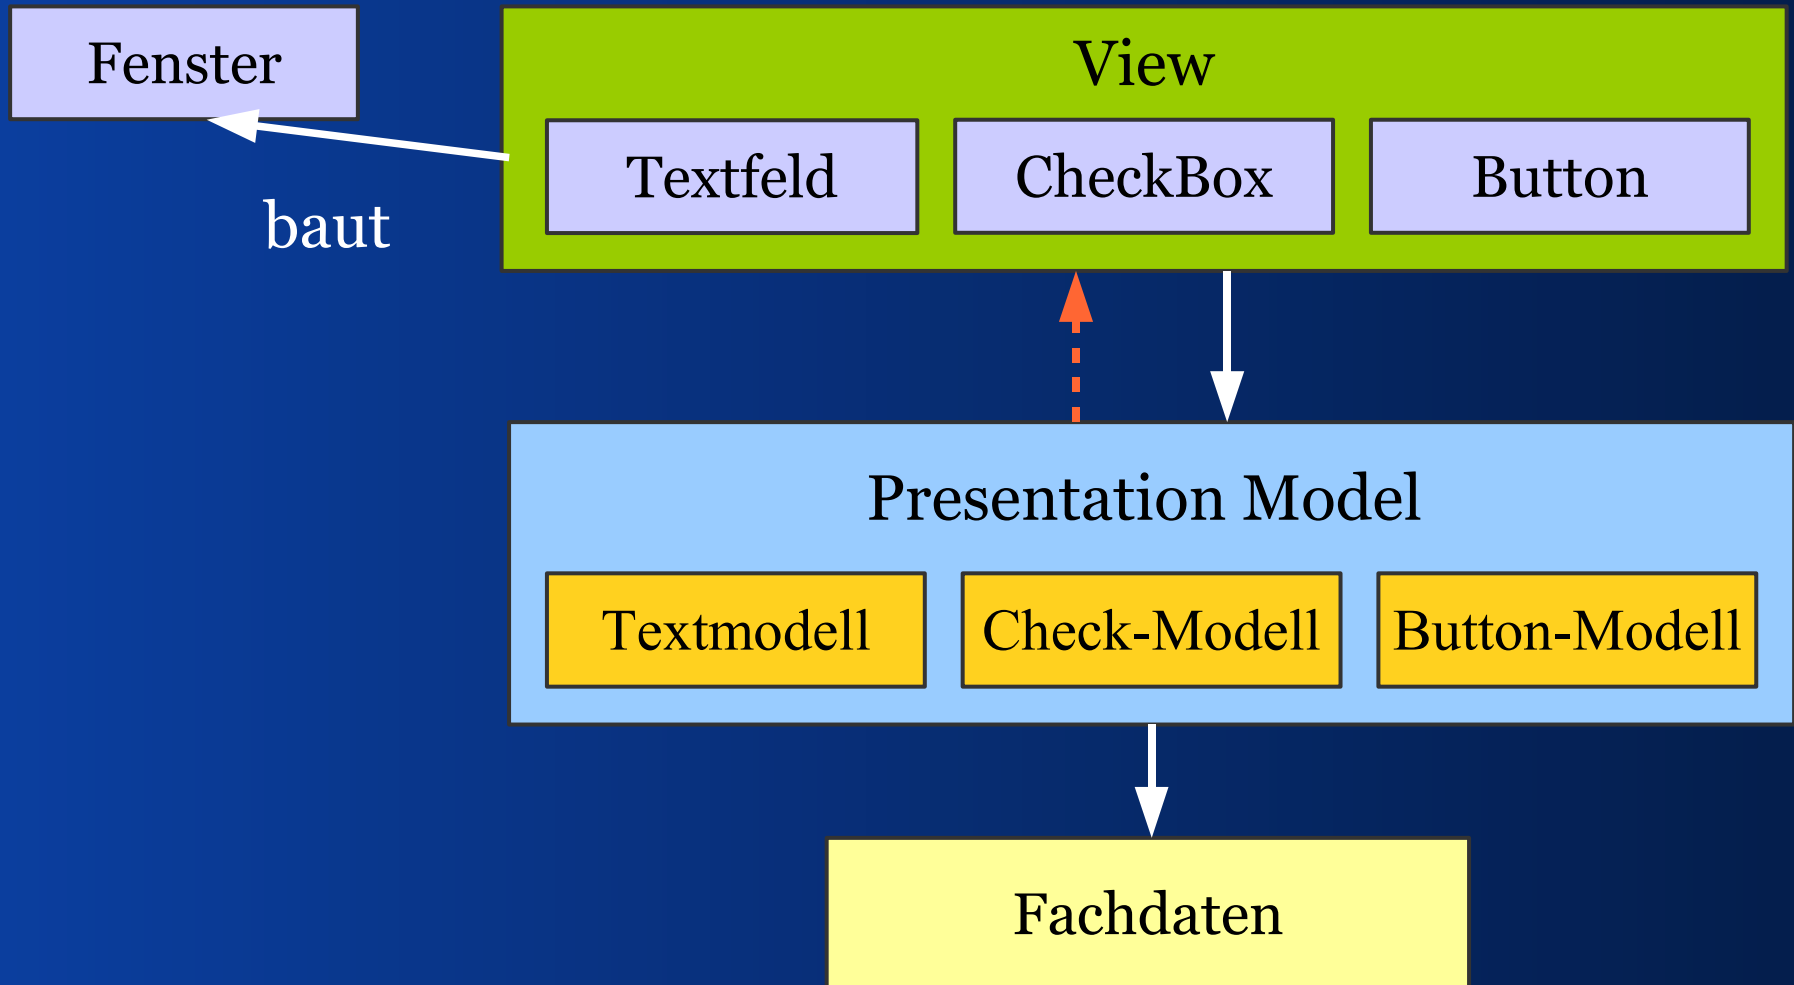 Fenster
View
Textfeld
CheckBox
Button
baut
Presentation Model
Textmodell
Check-Modell
Button-Modell
Fachdaten